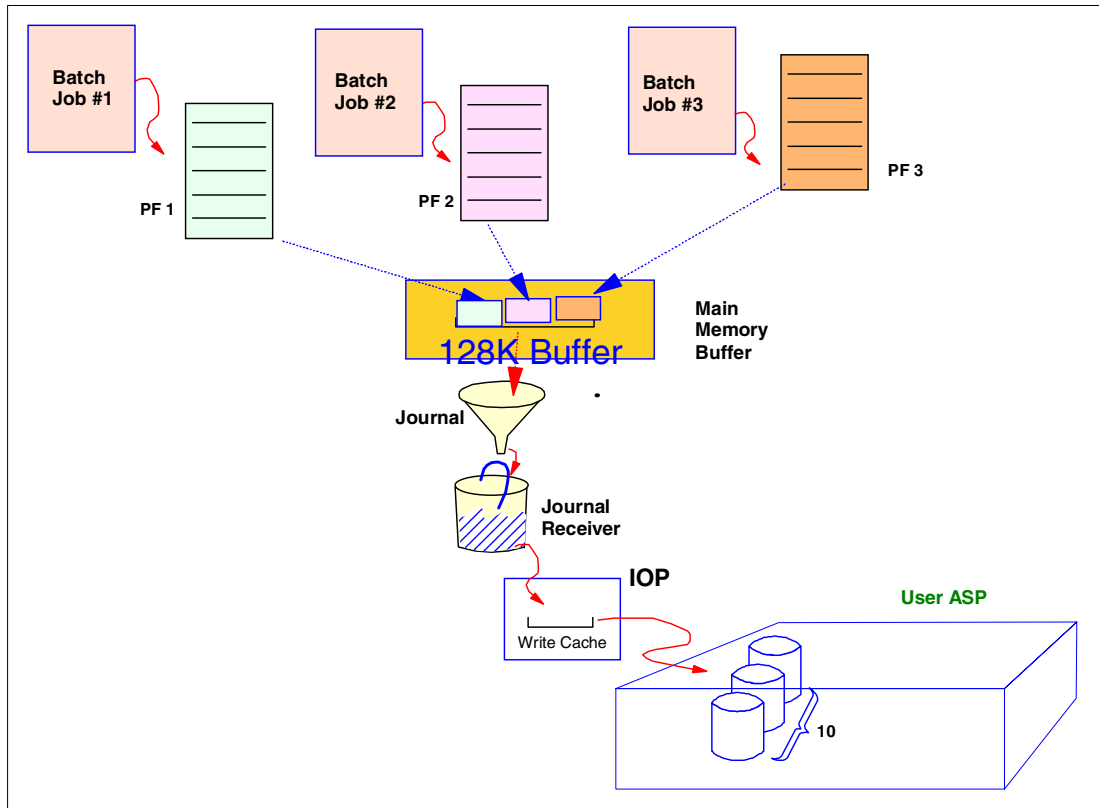 Batch
Job #1
Batch
Job #2
Batch
Job #3
PF 1
PF 2
PF 3
128K Buffer
Main
Memory
Buffer
Journal
Journal
Receiver
IOP
Write Cache
User ASP
10